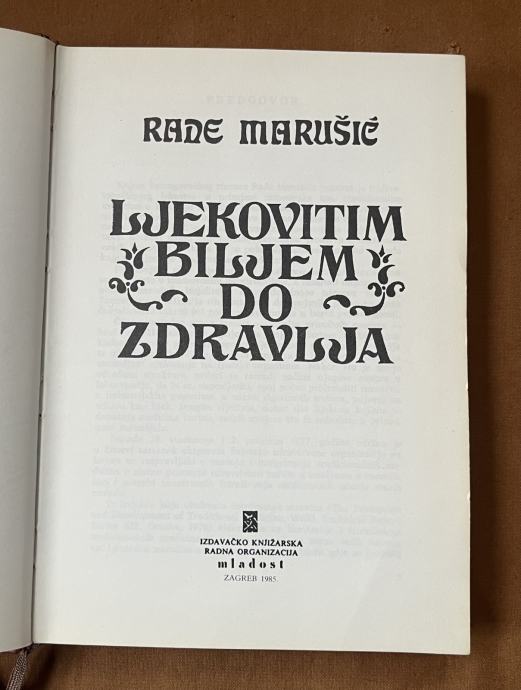 RADE MARUŠIĆ
LJEKOVITIM
BILJEM
DO
ZDRAVLJA
IZDAVAČKO KNJIŽARSKA
RADNA ORGANIZACIJA
mladost
ZAGREB 1985.